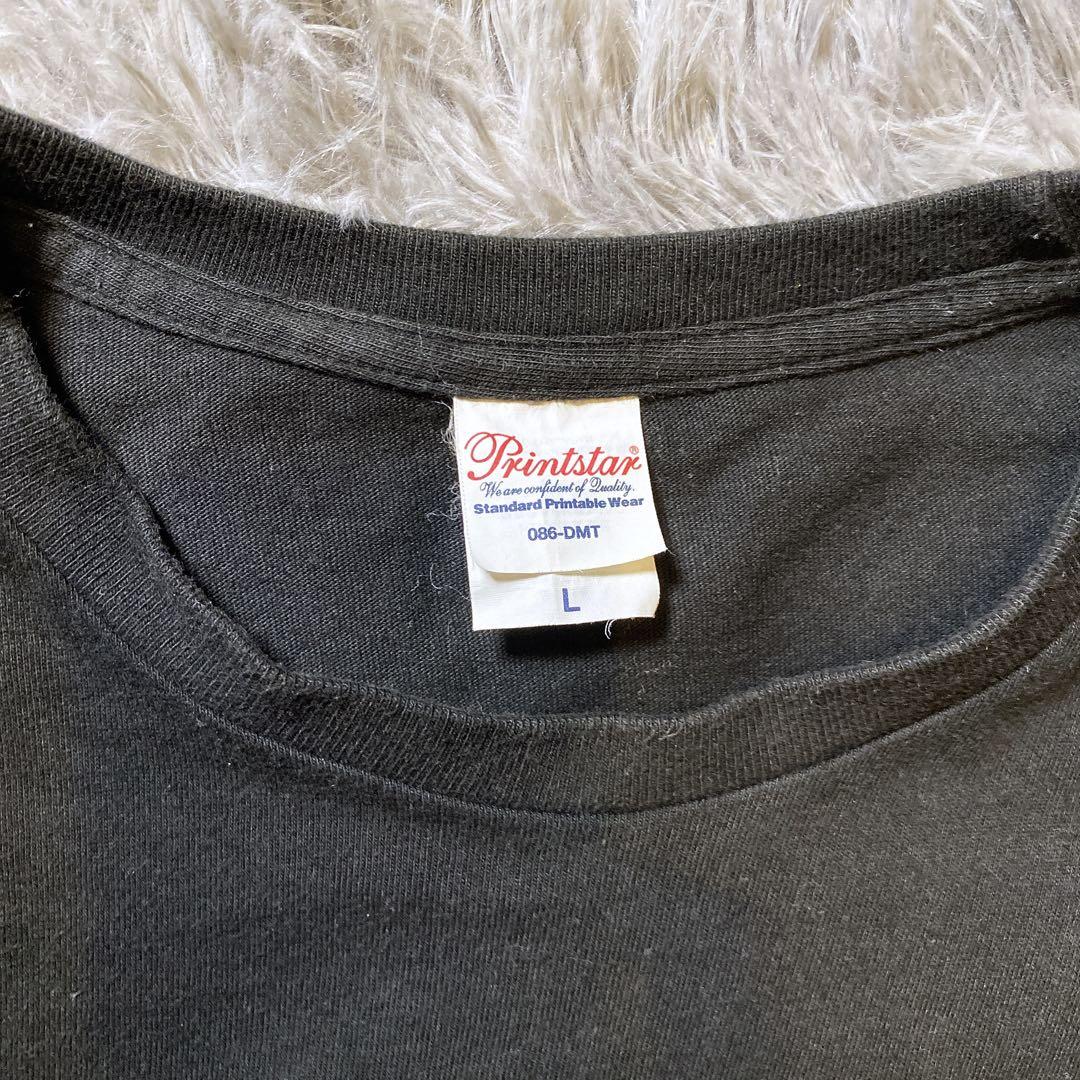 Printstar®
We are confident of Quality.
Standard Printable Wear
086-DMT
L